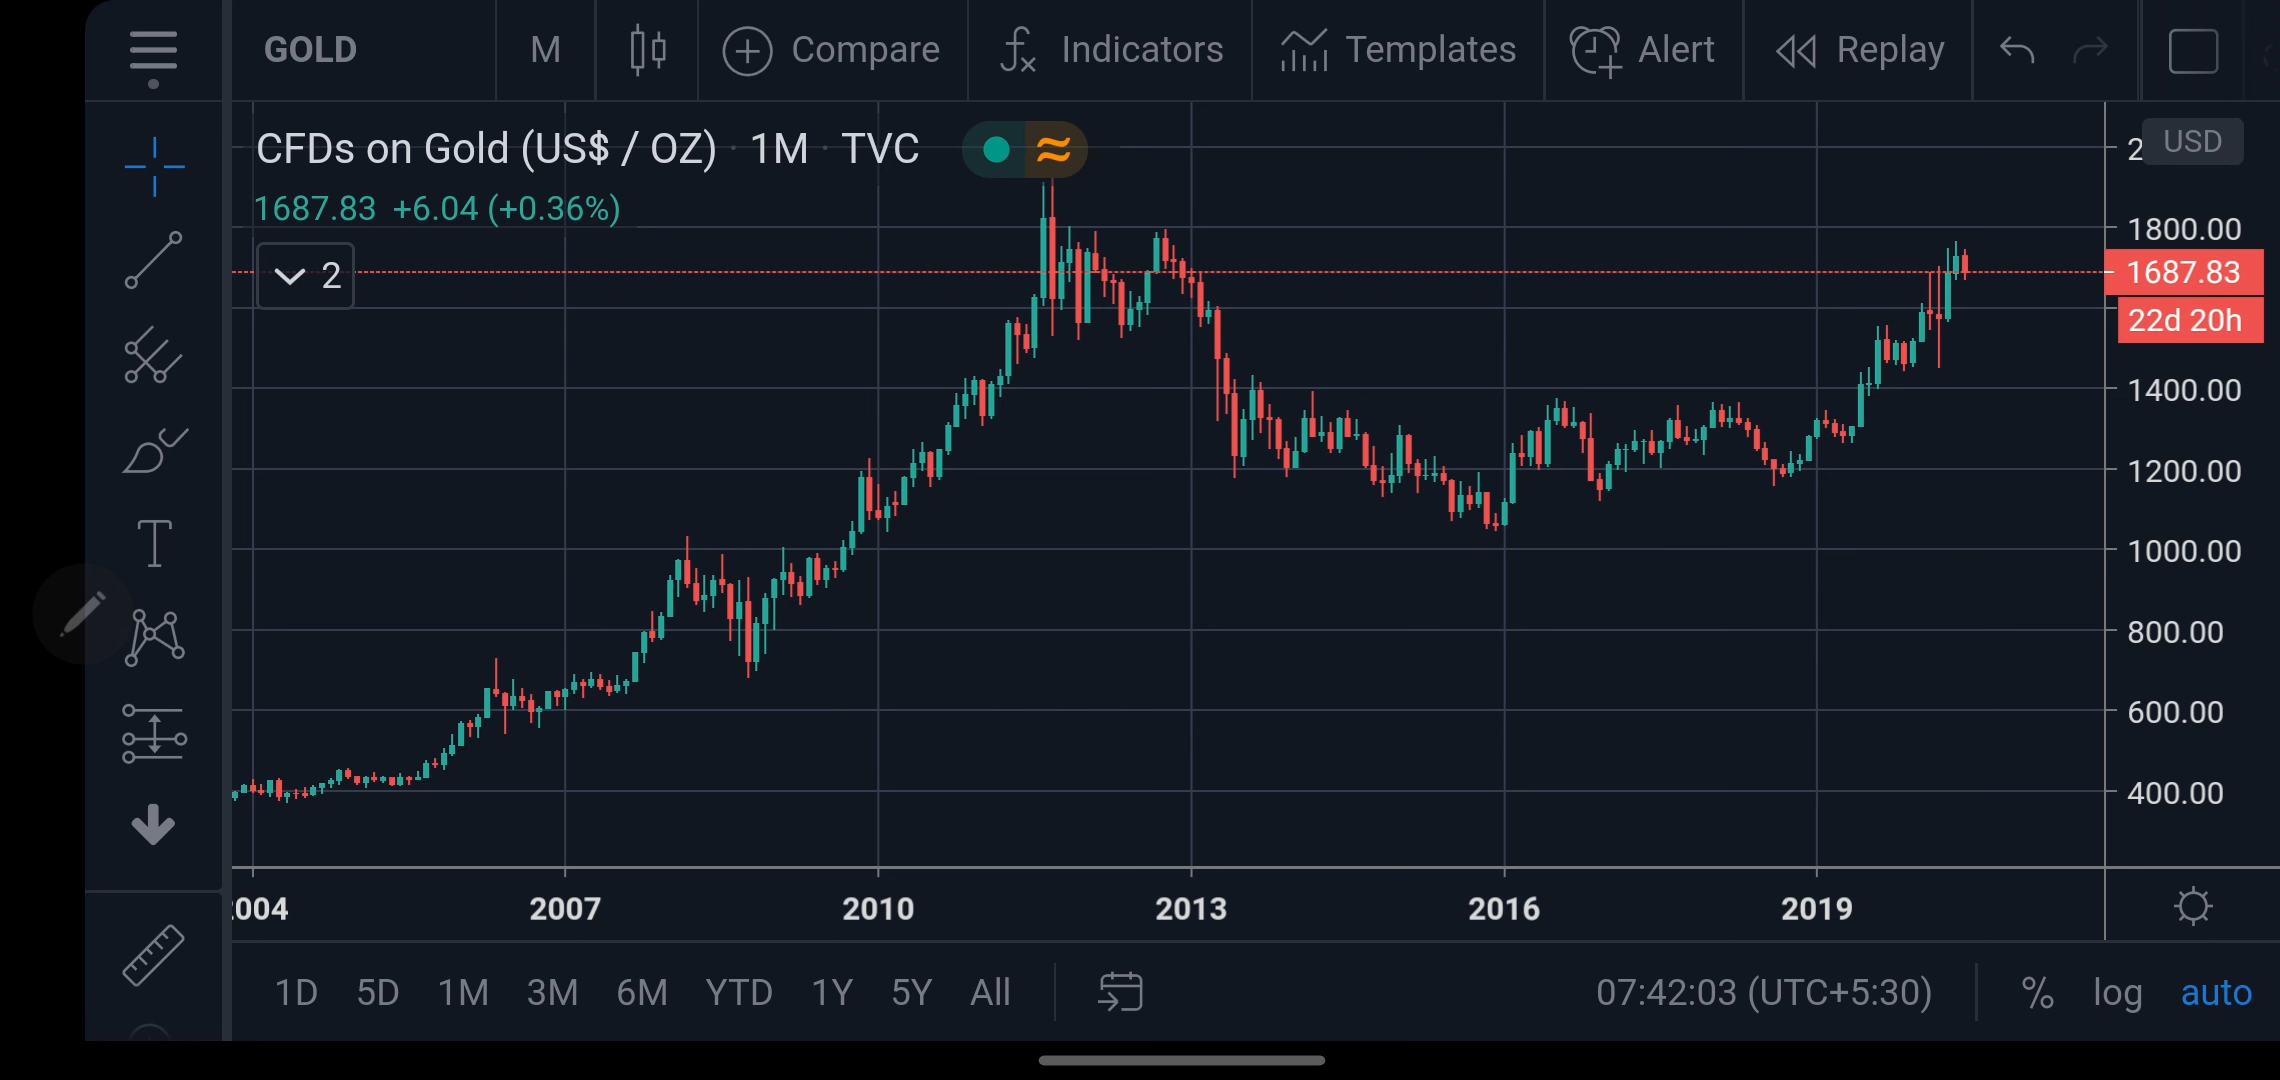 GOLD M Compare Indicators Templates Alert Replay
CFDs on Gold (US$ / OZ) · 1M · TVC
1687.83 +6.04 (+0.36%)
2
USD
1800.00
1687.83
22d 20h
1400.00
1200.00
1000.00
800.00
600.00
400.00
2007 2010 2013 2016 2019
1D 5D 1M 3M 6M YTD 1Y 5Y All 07:42:03 (UTC+5:30) % log auto